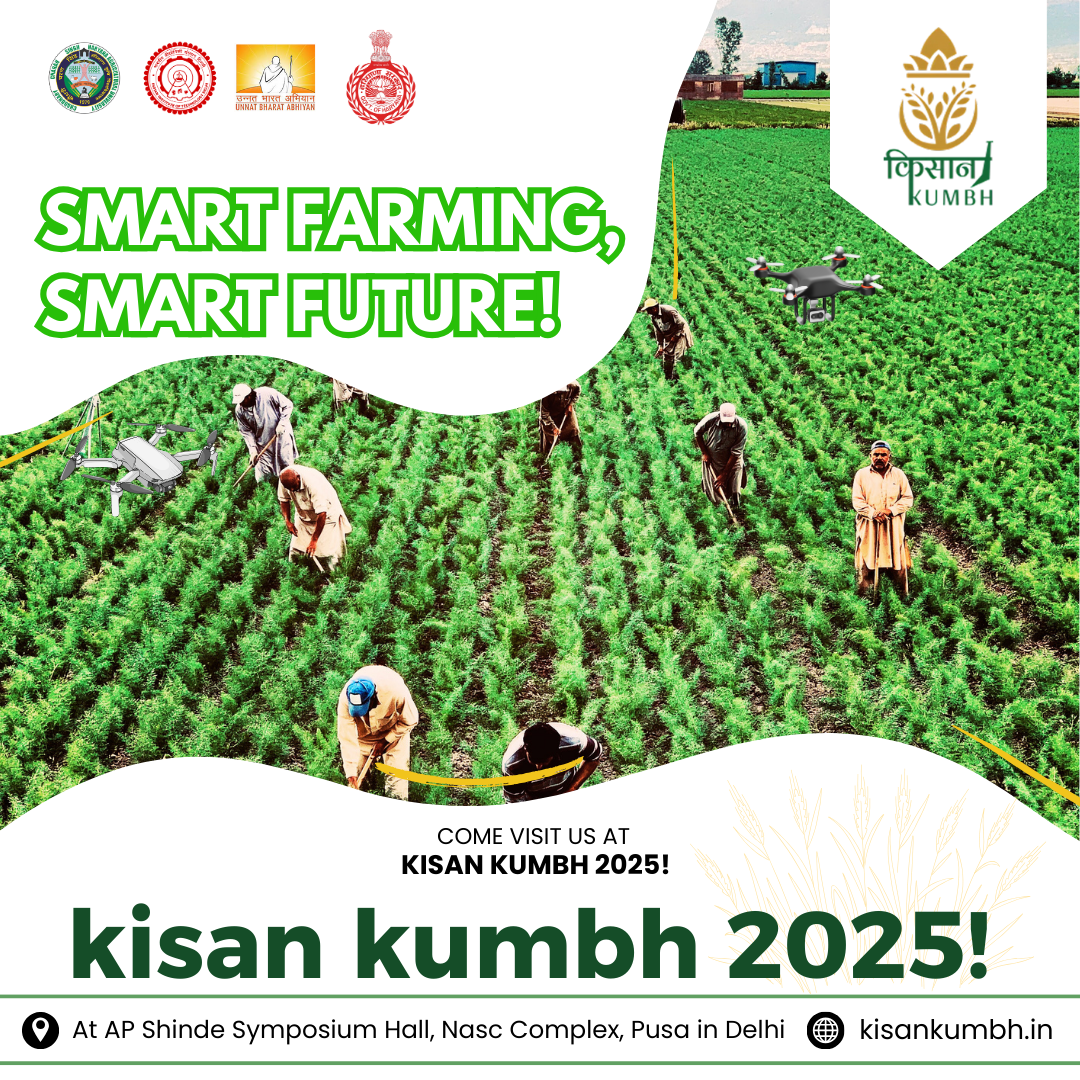 उन्नत भारत अभियान
UNNAT BHARAT ABHIYAN
किसान
KUMBH
SMART FARMING,
SMART FUTURE!
COME VISIT US AT
KISAN KUMBH 2025!
kisan kumbh 2025!
At AP Shinde Symposium Hall, Nasc Complex, Pusa in Delhi
kisankumbh.in